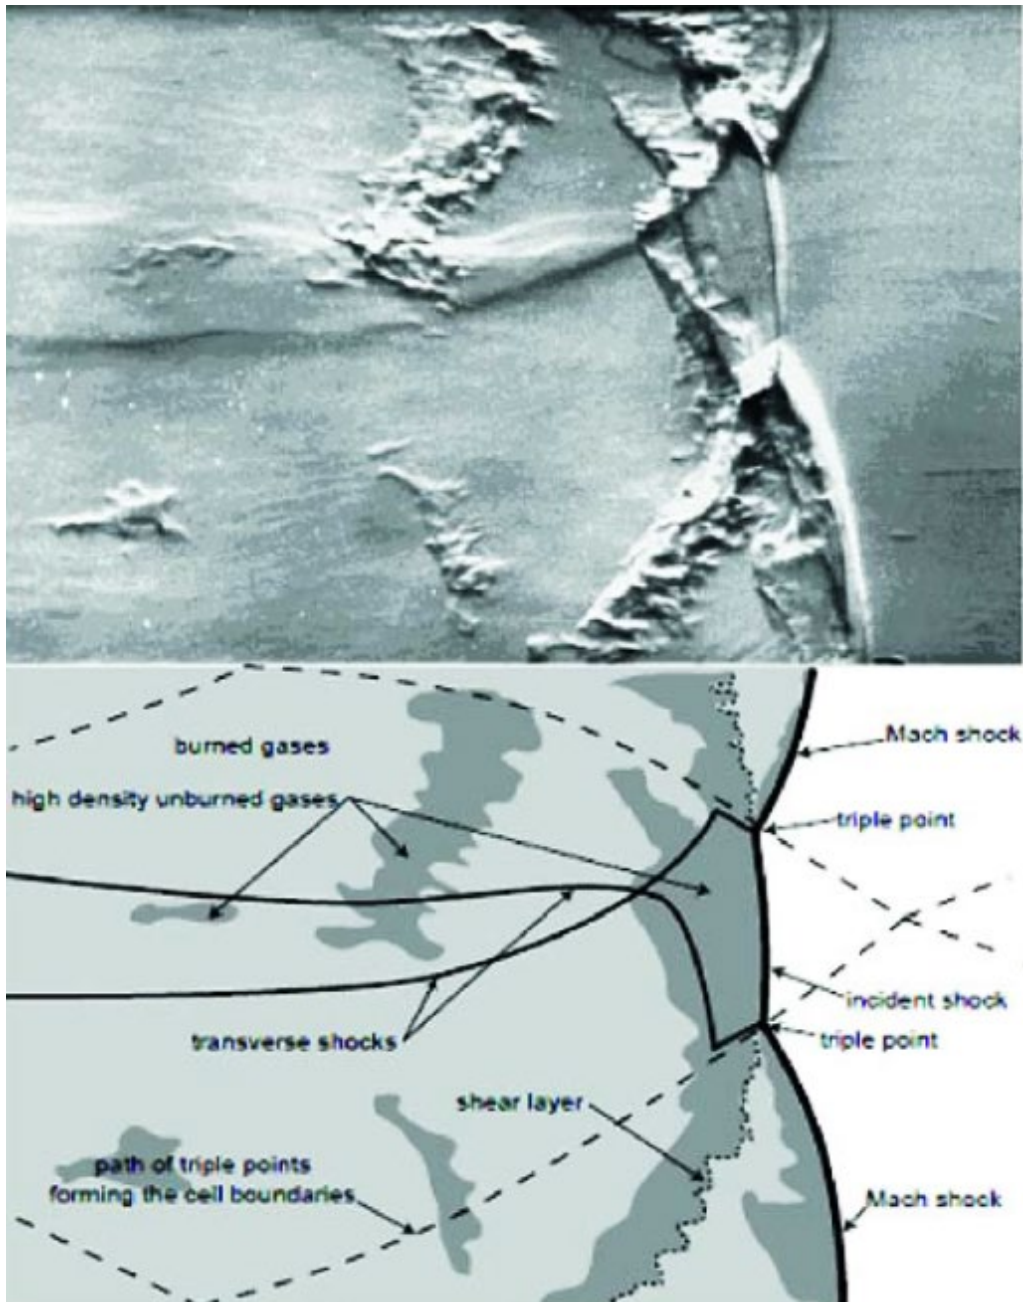 Mach shock
burned gases
high density unburned gases
triple point
incident shock
triple point
transverse shocks
shear layer
path of triple points
forming the cell boundaries
Mach shock